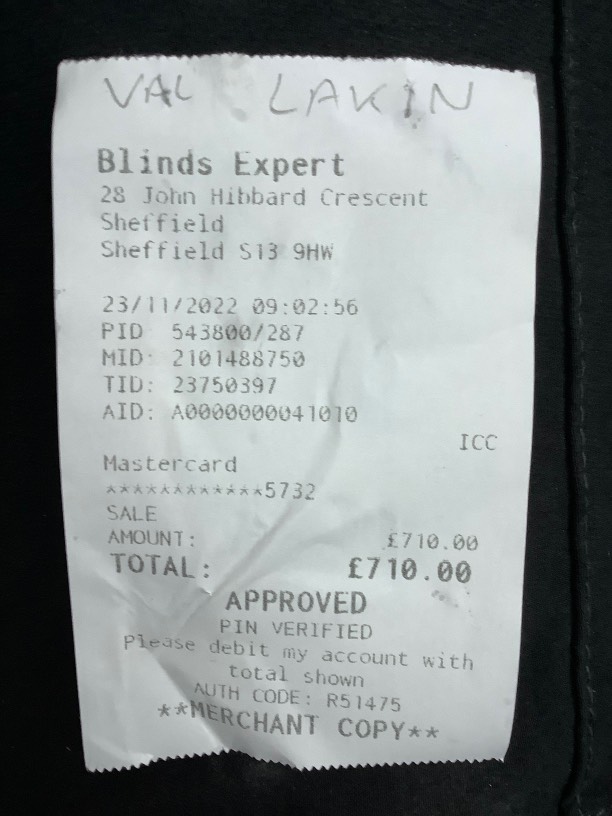 VAL LAKIN
Blinds Expert
28 John Hibbard Crescent
Sheffield
Sheffield S13 9HW
23/11/2022 09:02:56
PID 543800/287
MID: 2101488750
TID: 23750397
AID: A0000000041010
ICC
Mastercard
************5732
SALE
AMOUNT: £710.00
TOTAL: £710.00
APPROVED
PIN VERIFIED
Please debit my account with
total shown
AUTH CODE: R51475
**MERCHANT COPY**